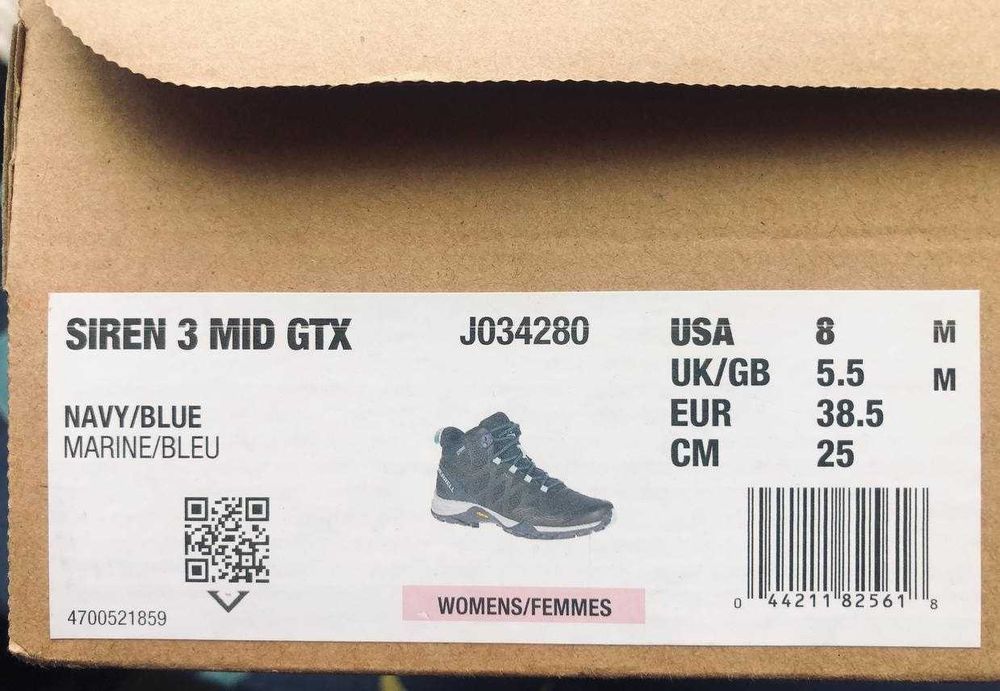 SIREN 3 MID GTX
J034280
NAVY/BLUE
MARINE/BLEU
4700521859
WOMENS/FEMMES
USA 8 M
UK/GB 5.5 M
EUR 38.5
CM 25
0 44211 82561 8